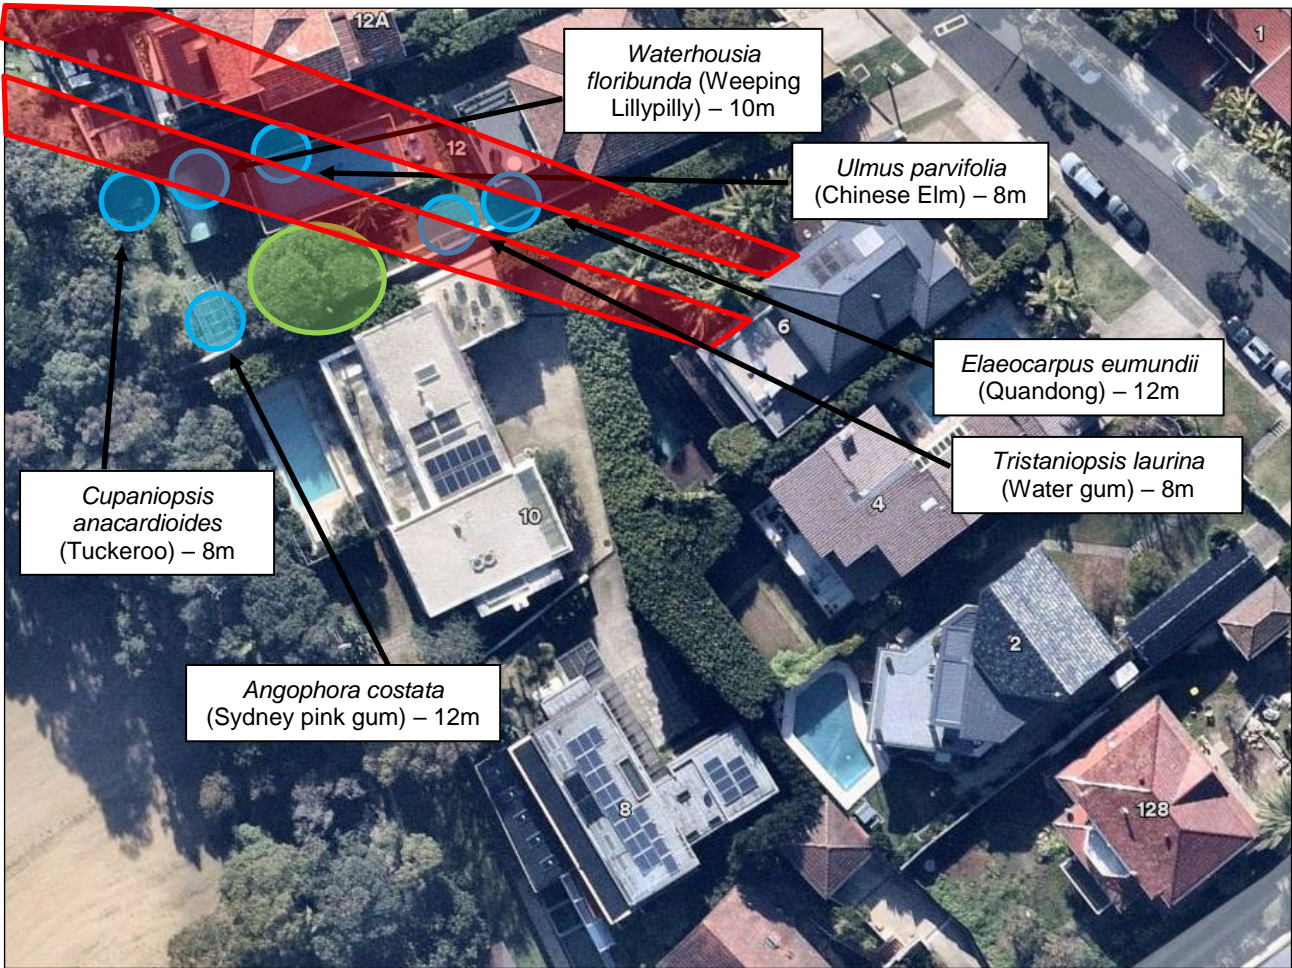 12A
1
Waterhousia
floribunda (Weeping
Lillypilly) – 10m
12
Ulmus parvifolia
(Chinese Elm) – 8m
6
Elaeocarpus eumundii
(Quandong) – 12m
Tristaniopsis laurina
(Water gum) – 8m
Cupaniopsis
anacardioides
(Tuckeroo) – 8m
4
10
2
Angophora costata
(Sydney pink gum) – 12m
8
128